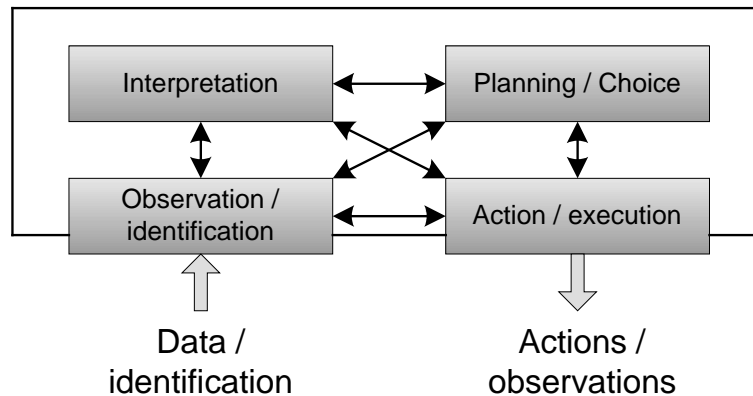 Interpretation
Planning / Choice
Observation /
identification
Action / execution
Data /
identification
Actions /
observations